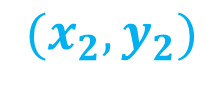 (x₂, y₂)